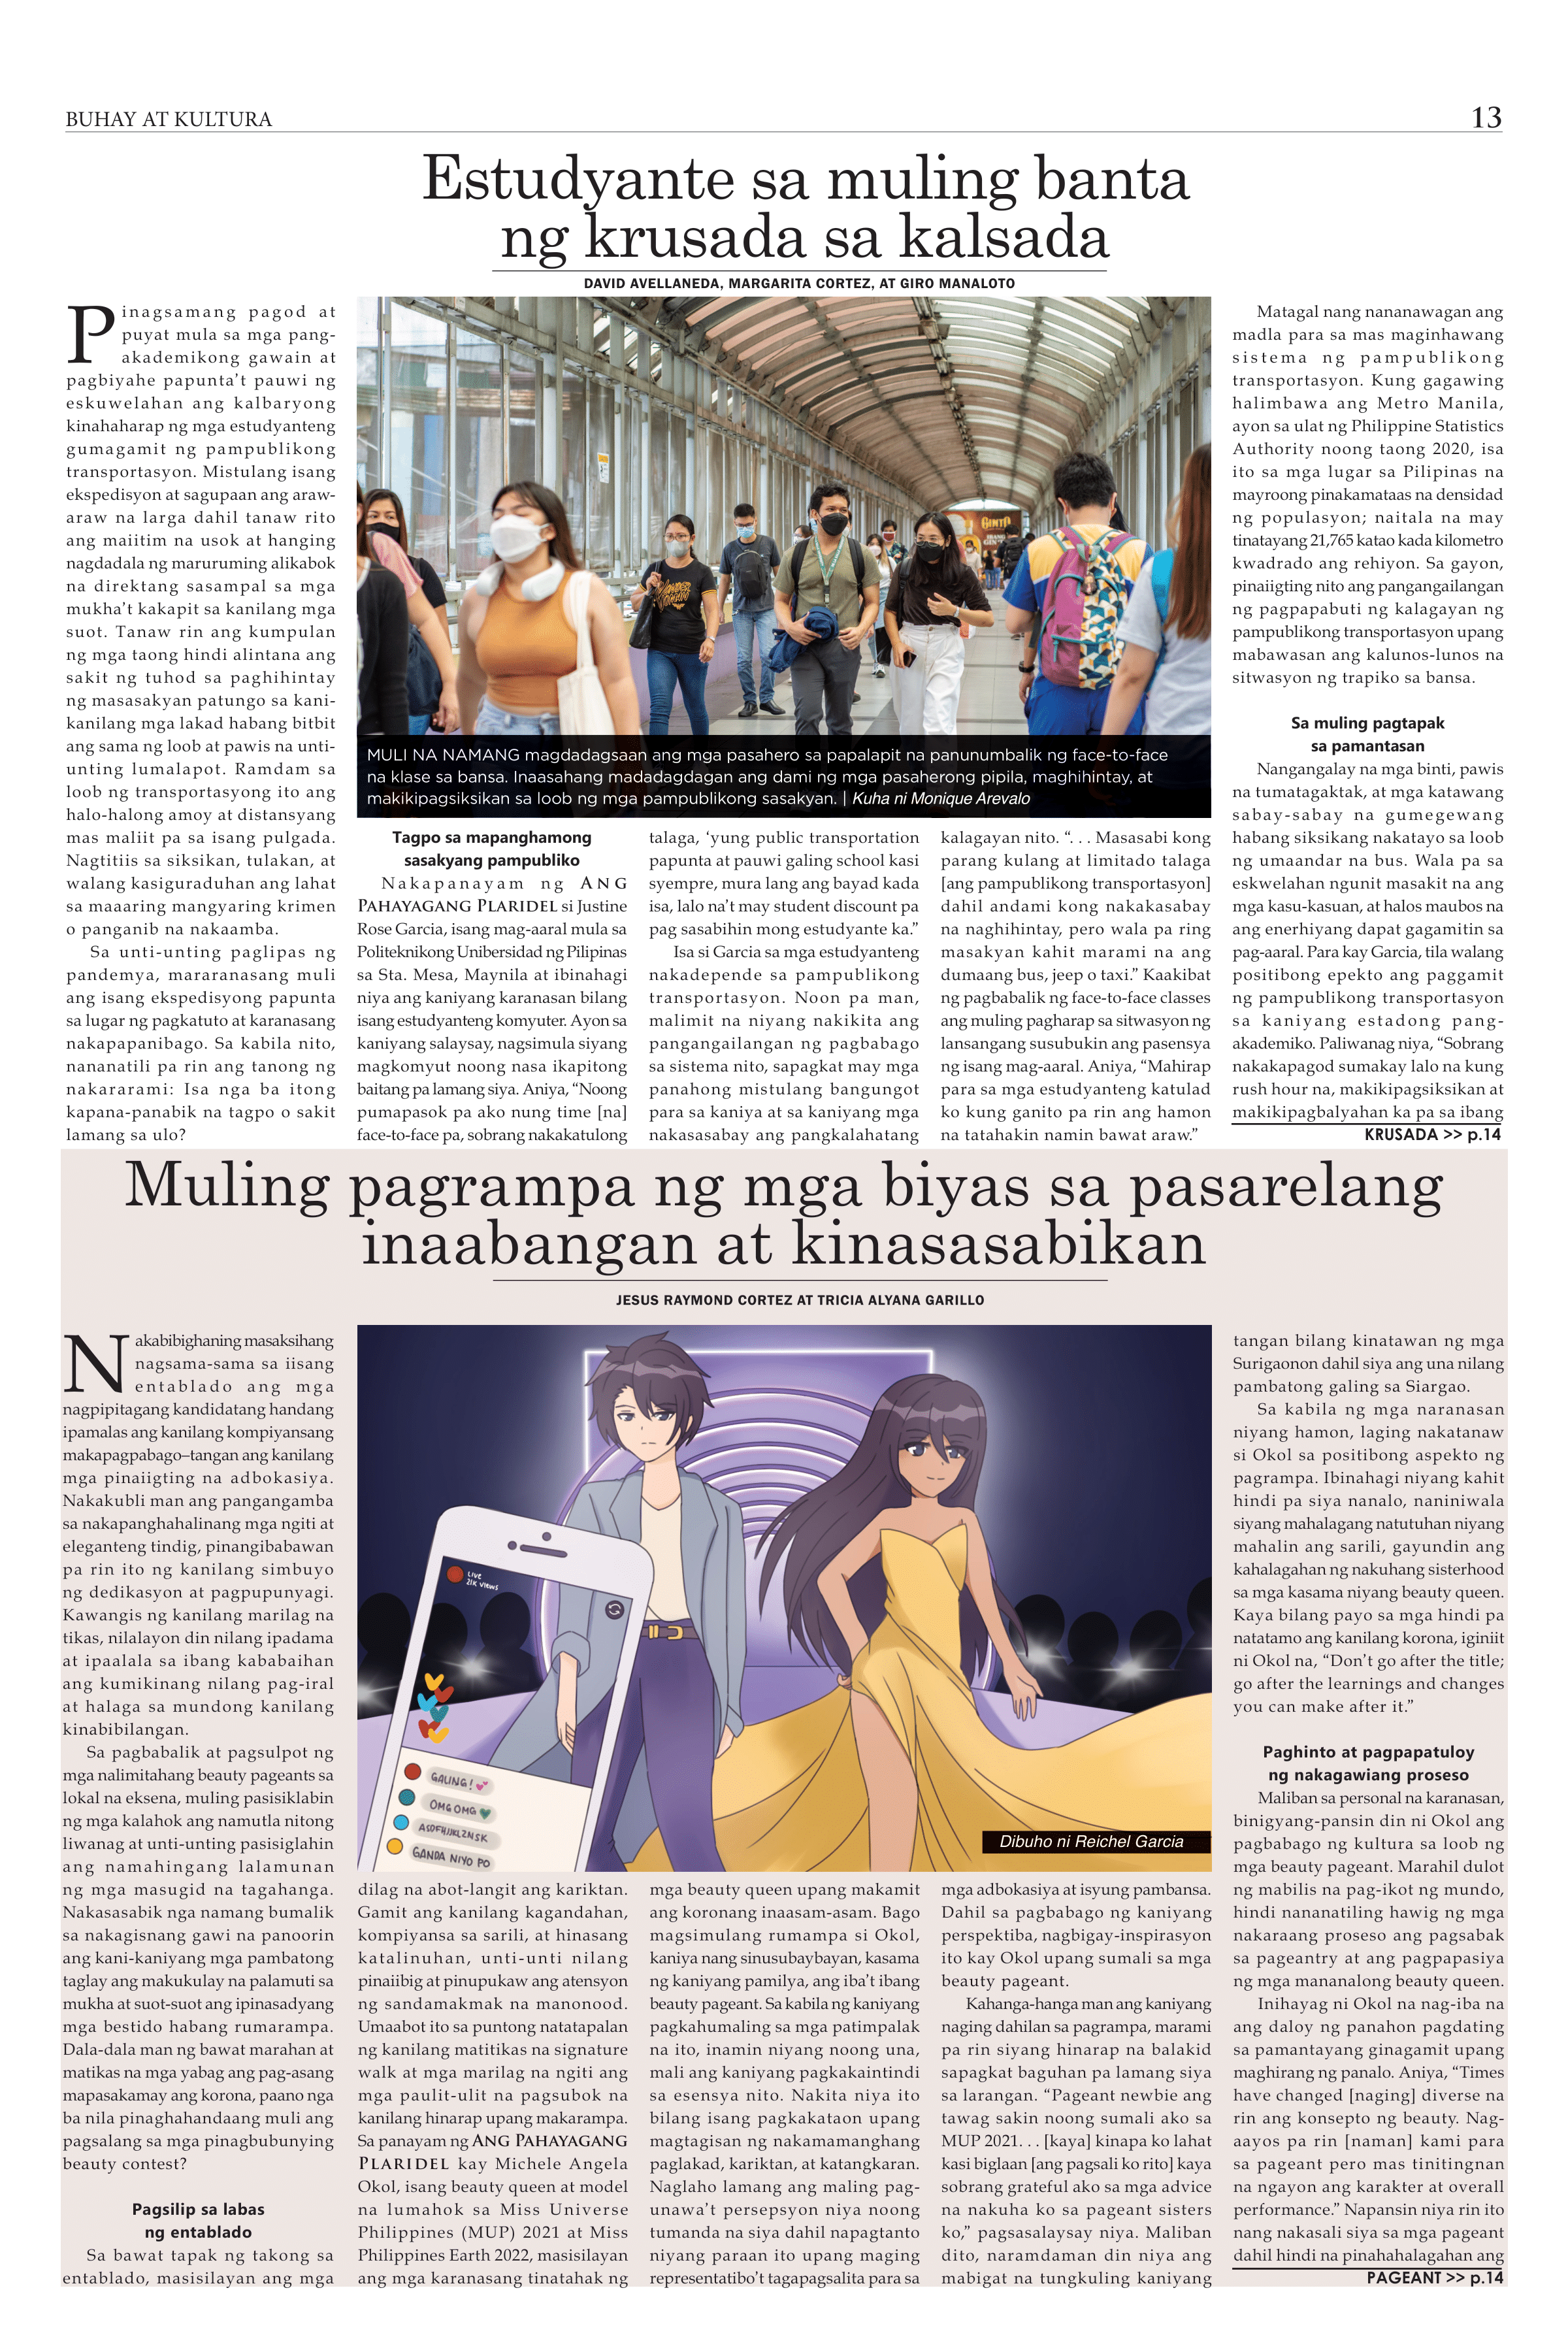 BUHAY AT KULTURA
13
Estudyante sa muling banta
ng krusada sa kalsada
DAVID AVELLANEDA, MARGARITA CORTEZ, AT GIRO MANALOTO
Pinagsamang pagod at
puyat mula sa mga pang-
akademikong gawain at
pagbiyahe papunta't pauwi ng
eskuwelahan ang kalbaryong
kinahaharap ng mga estudyanteng
gumagamit ng pampublikong
transportasyon. Mistulang isang
ekspedisyon at sagupaan ang araw-
araw na larga dahil tanaw rito
ang maiitim na usok at hanging
nagdadala ng maruruming alikabok
na direktang sasampal sa mga
mukha't kakapit sa kanilang mga
suot. Tanaw rin ang kumpulan
ng mga taong hindi alintana ang
sakit ng tuhod sa paghihintay
ng masasakyan patungo sa kani-
kanilang mga lakad habang bitbit
ang sama ng loob at pawis na unti-
unting lumalapot. Ramdam sa
loob ng transportasyong ito ang
halo-halong amoy at distansyang
mas maliit pa sa isang pulgada.
Nagtitiis sa siksikan, tulakan, at
walang kasiguraduhan ang lahat
sa maaaring mangyaring krimen
o panganib na nakaamba.
Sa unti-unting paglipas ng
pandemya, mararanasang muli
ang isang ekspedisyong papunta
sa lugar ng pagkatuto at karanasang
nakapapanibago. Sa kabila nito,
nananatili pa rin ang tanong ng
nakararami: Isa nga ba itong
kapana-panabik na tagpo o sakit
lamang sa ulo?
MULI NA NAMANG magdadagsaan ang mga pasahero sa papalapit na panunumbalik ng face-to-face
na klase sa bansa. Inaasahang madadagdagan ang dami ng mga pasaherong pipila, maghihintay, at
makikipagsiksikan sa loob ng mga pampublikong sasakyan. | Kuha ni Monique Arevalo
Tagpo sa mapanghamong
sasakyang pampubliko
Nakapanayam ng ANG
PAHAYAGANG PLARIDEL si Justine
Rose Garcia, isang mag-aaral mula sa
Politeknikong Unibersidad ng Pilipinas
sa Sta. Mesa, Maynila at ibinahagi
niya ang kaniyang karanasan bilang
isang estudyanteng komyuter. Ayon sa
kaniyang salaysay, nagsimula siyang
magkomyut noong nasa ikapitong
baitang pa lamang siya. Aniya, “Noong
pumapasok pa ako nung time [na]
face-to-face pa, sobrang nakakatulong
talaga, ‘yung public transportation
papunta at pauwi galing school kasi
syempre, mura lang ang bayad kada
isa, lalo na't may student discount pa
pag sasabihin mong estudyante ka.”
Isa si Garcia sa mga estudyanteng
nakadepende sa pampublikong
transportasyon. Noon pa man,
malimit na niyang nakikita ang
pangangailangan ng pagbabago
sa sistema nito, sapagkat may mga
panahong mistulang bangungot
para sa kaniya at sa kaniyang mga
nakasasabay ang pangkalahatang
kalagayan nito. “. . . Masasabi kong
parang kulang at limitado talaga
[ang pampublikong transportasyon]
dahil andami kong nakakasabay
na naghihintay, pero wala pa ring
masakyan kahit marami na ang
dumaang bus, jeep o taxi.” Kaakibat
ng pagbabalik ng face-to-face classes
ang muling pagharap sa sitwasyon ng
lansangang susubukin ang pasensya
ng isang mag-aaral. Aniya, “Mahirap
para sa mga estudyanteng katulad
ko kung ganito pa rin ang hamon
na tatahakin namin bawat araw.”
Matagal nang nananawagan ang
madla para sa mas maginhawang
sistema ng pampublikong
transportasyon. Kung gagawing
halimbawa ang Metro Manila,
ayon sa ulat ng Philippine Statistics
Authority noong taong 2020, isa
ito sa mga lugar sa Pilipinas na
mayroong pinakamataas na densidad
ng populasyon; naitala na may
tinatayang 21,765 katao kada kilometro
kwadrado ang rehiyon. Sa gayon,
pinaiigting nito ang pangangailangan
ng pagpapabuti ng kalagayan ng
pampublikong transportasyon upang
mabawasan ang kalunos-lunos na
sitwasyon ng trapiko sa bansa.
Sa muling pagtapak
sa pamantasan
Nangangalay na mga binti, pawis
na tumatagaktak, at mga katawang
sabay-sabay na gumegewang
habang siksikang nakatayo sa loob
ng umaandar na bus. Wala pa sa
eskwelahan ngunit masakit na ang
mga kasu-kasuan, at halos maubos na
ang enerhiyang dapat gagamitin sa
pag-aaral. Para kay Garcia, tila walang
positibong epekto ang paggamit
ng pampublikong transportasyon
sa kaniyang estadong pang-
akademiko. Paliwanag niya, “Sobrang
nakakapagod sumakay lalo na kung
rush hour na, makikipagsiksikan at
makikipagbalyahan ka pa sa ibang
KRUSADA >> p.14
Muling pagrampa ng mga biyas sa pasarelang
inaabangan at kinasasabikan
JESUS RAYMOND CORTEZ AT TRICIA ALYANA GARILLO
Nakabibighaning masaksihang
nagsama-sama sa iisang
entablado ang mga
nagpipitagang kandidatang handang
ipamalas ang kanilang kompiyansang
makapagpabago–tangan ang kanilang
mga pinaiigting na adbokasiya.
Nakakubli man ang pangangamba
sa nakapanghahalinang mga ngiti at
eleganteng tindig, pinangibabawan
pa rin ito ng kanilang simbuyo
ng dedikasyon at pagpupunyagi.
Kawangis ng kanilang marilag na
tikas, nilalayon din nilang ipadama
at ipaalala sa ibang kababaihan
ang kumikinang nilang pag-iral
at halaga sa mundong kanilang
kinabibilangan.
Sa pagbabalik at pagsulpot ng
mga nalimitahang beauty pageants sa
lokal na eksena, muling pasisiklabin
ng mga kalahok ang namutla nitong
liwanag at unti-unting pasisiglahin
ang namahingang lalamunan
ng mga masugid na tagahanga.
Nakasasabik nga namang bumalik
sa nakagisnang gawi na panoorin
ang kani-kaniyang mga pambatong
taglay ang makukulay na palamuti sa
mukha at suot-suot ang ipinasadyang
mga bestido habang rumarampa.
Dala-dala man ng bawat marahan at
matikas na mga yabag ang pag-asang
mapasakamay ang korona, paano nga
ba nila pinaghahandaang muli ang
pagsalang sa mga pinagbubunying
beauty contest?
Pagsilip sa labas
ng entablado
Sa bawat tapak ng takong sa
entablado, masisilayan ang mga
LIVE
21K VIEWS
GALING!
OMG OMG
ASDFHJJKLZNSK
GANDA NIYO PO
Dibuho ni Reichel Garcia
dilag na abot-langit ang kariktan.
Gamit ang kanilang kagandahan,
kompiyansa sa sarili, at hinasang
katalinuhan, unti-unti nilang
pinaiibig at pinupukaw ang atensyon
ng sandamakmak na manonood.
Umaabot ito sa puntong natatapalan
ng kanilang matitikas na signature
walk at mga marilag na ngiti ang
mga paulit-ulit na pagsubok na
kanilang hinarap upang makarampa.
Sa panayam ng ANG PAHAYAGANG
PLARIDEL kay Michele Angela
Okol, isang beauty queen at model
na lumahok sa Miss Universe
Philippines (MUP) 2021 at Miss
Philippines Earth 2022, masisilayan
ang mga karanasang tinatahak ng
mga beauty queen upang makamit
ang koronang inaasam-asam. Bago
magsimulang rumampa si Okol,
kaniya nang sinusubaybayan, kasama
ng kaniyang pamilya, ang iba't ibang
beauty pageant. Sa kabila ng kaniyang
pagkahumaling sa mga patimpalak
na ito, inamin niyang noong una,
mali ang kaniyang pagkakaintindi
sa esensya nito. Nakita niya ito
bilang isang pagkakataon upang
magtagisan ng nakamamanghang
paglakad, kariktan, at katangkaran.
Naglaho lamang ang maling pag-
unawa't persepsyon niya noong
tumanda na siya dahil napagtanto
niyang paraan ito upang maging
representatibo't tagapagsalita para sa
mga adbokasiya at isyung pambansa.
Dahil sa pagbabago ng kaniyang
perspektiba, nagbigay-inspirasyon
ito kay Okol upang sumali sa mga
beauty pageant.
Kahanga-hanga man ang kaniyang
naging dahilan sa pagrampa, marami
pa rin siyang hinarap na balakid
sapagkat baguhan pa lamang siya
sa larangan. “Pageant newbie ang
tawag sakin noong sumali ako sa
MUP 2021. . . [kaya] kinapa ko lahat
kasi biglaan [ang pagsali ko rito] kaya
sobrang grateful ako sa mga advice
na nakuha ko sa pageant sisters
ko,” pagsasalaysay niya. Maliban
dito, naramdaman din niya ang
mabigat na tungkuling kaniyang
tangan bilang kinatawan ng mga
Surigaonon dahil siya ang una nilang
pambatong galing sa Siargao.
Sa kabila ng mga naranasan
niyang hamon, laging nakatanaw
si Okol sa positibong aspekto ng
pagrampa. Ibinahagi niyang kahit
hindi pa siya nanalo, naniniwala
siyang mahalagang natutuhan niyang
mahalin ang sarili, gayundin ang
kahalagahan ng nakuhang sisterhood
sa mga kasama niyang beauty queen.
Kaya bilang payo sa mga hindi pa
natatamo ang kanilang korona, iginiit
ni Okol na, “Don't go after the title;
go after the learnings and changes
you can make after it.”
Paghinto at pagpapatuloy
ng nakagawiang proseso
Maliban sa personal na karanasan,
binigyang-pansin din ni Okol ang
pagbabago ng kultura sa loob ng
mga beauty pageant. Marahil dulot
ng mabilis na pag-ikot ng mundo,
hindi nananatiling hawig ng mga
nakaraang proseso ang pagsabak
sa pageantry at ang pagpapasiya
ng mga mananalong beauty queen.
Inihayag ni Okol na nag-iba na
ang daloy ng panahon pagdating
sa pamantayang ginagamit upang
maghirang ng panalo. Aniya, “Times
have changed [naging] diverse na
rin ang konsepto ng beauty. Nag-
aayos pa rin [naman] kami para
sa pageant pero mas tinitingnan
na ngayon ang karakter at overall
performance.” Napansin niya rin ito
nang nakasali siya sa mga pageant
dahil hindi na pinahahalagahan ang
PAGEANT >> p.14